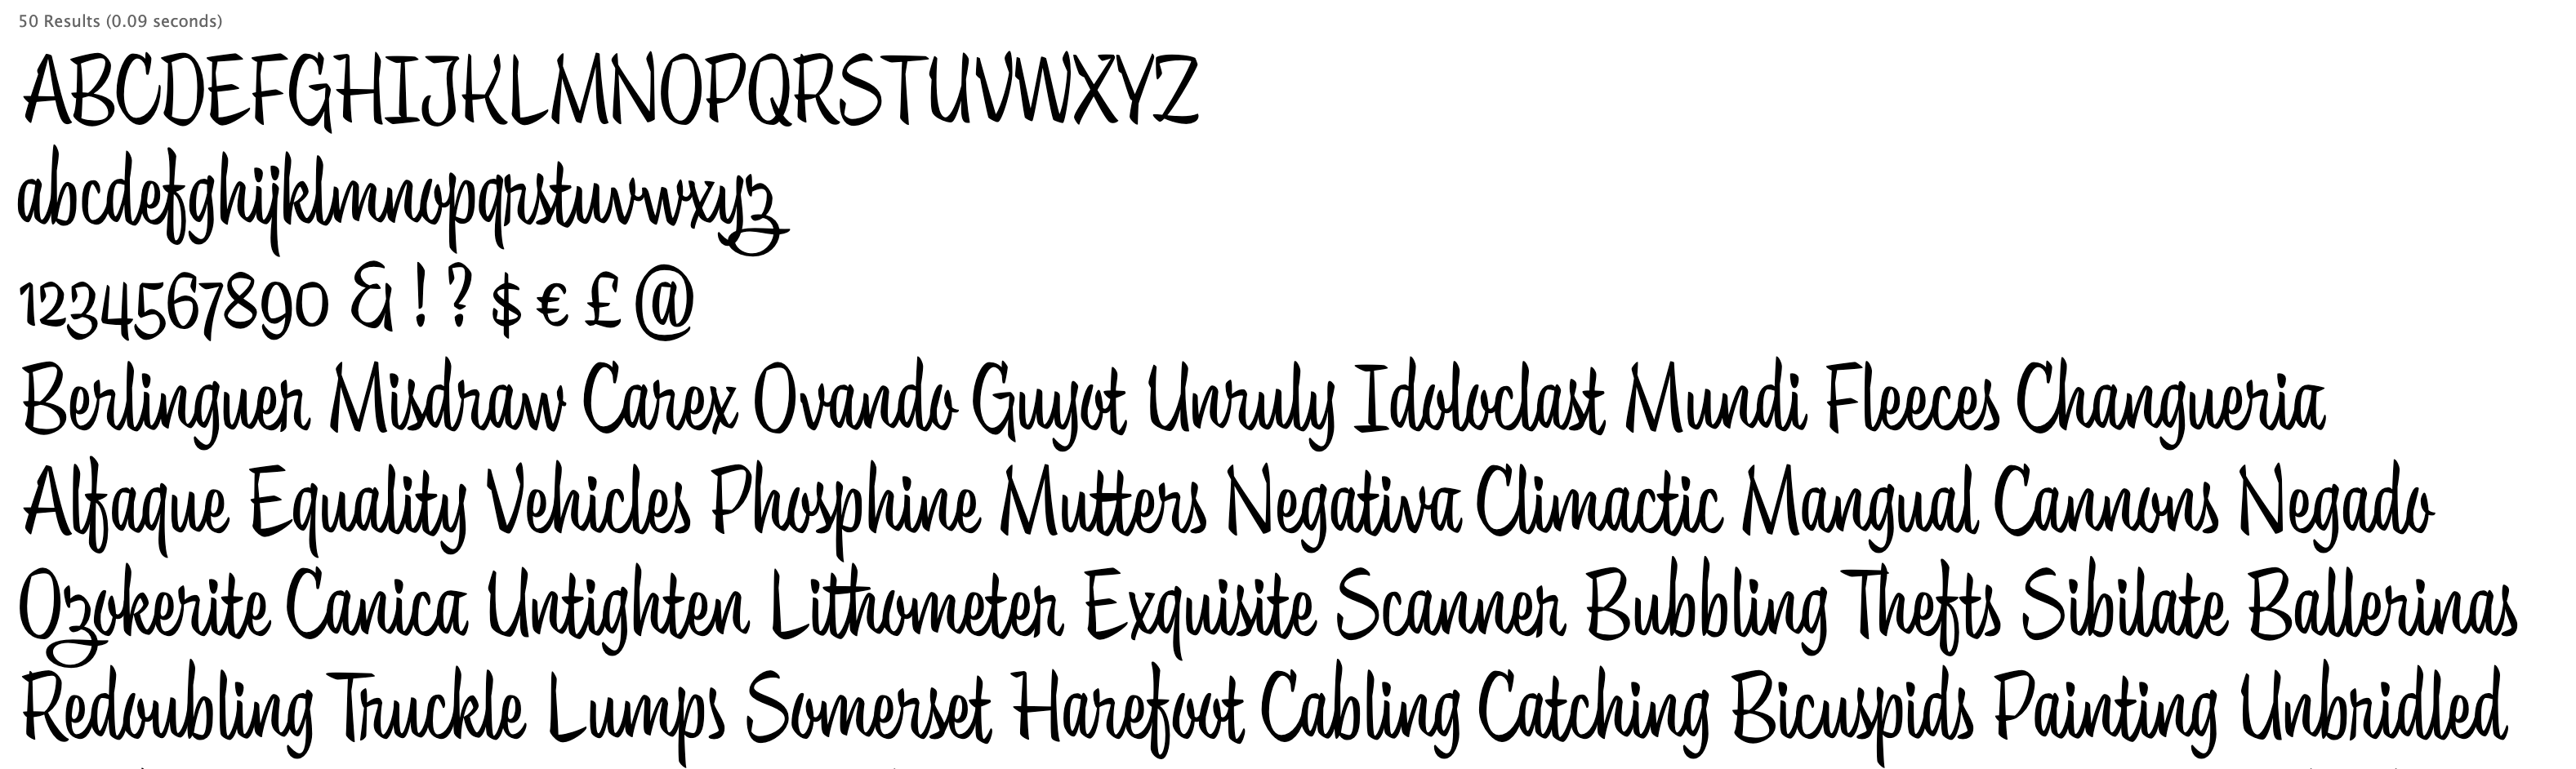 50 Results (0.09 seconds)
ABCDEFGHIJKLMNOPQRSTUVWXYZ
abcdefghijklmnopqrstuvwxyz
1234567890 & ! ? $ € £ @
Berlinguer Misdraw Carex Ovando Guyot Unruly Idoloclast Mundi Fleeces Changueria
Alfaque Equality Vehicles Phosphine Mutters Negativa Climactic Mangual Cannons Negado
Ozokerite Canica Untighten Lithometer Exquisite Scanner Bubbling Thefts Sibilate Ballerinas
Redoubling Truckle Lumps Somerset Harefoot Cabling Catching Bicuspids Painting Unbridled